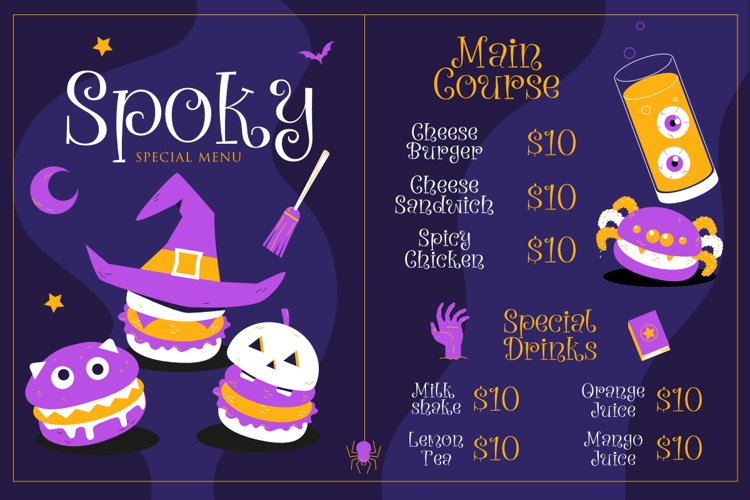 Spoky
SPECIAL MENU
Main
Course
Cheese
Burger
$10
Cheese
Sandwich
$10
Spicy
Chicken
$10
Special
Drinks
Milk
shake
$10
Orange
Juice
$10
Lemon
Tea
$10
Mango
Juice
$10